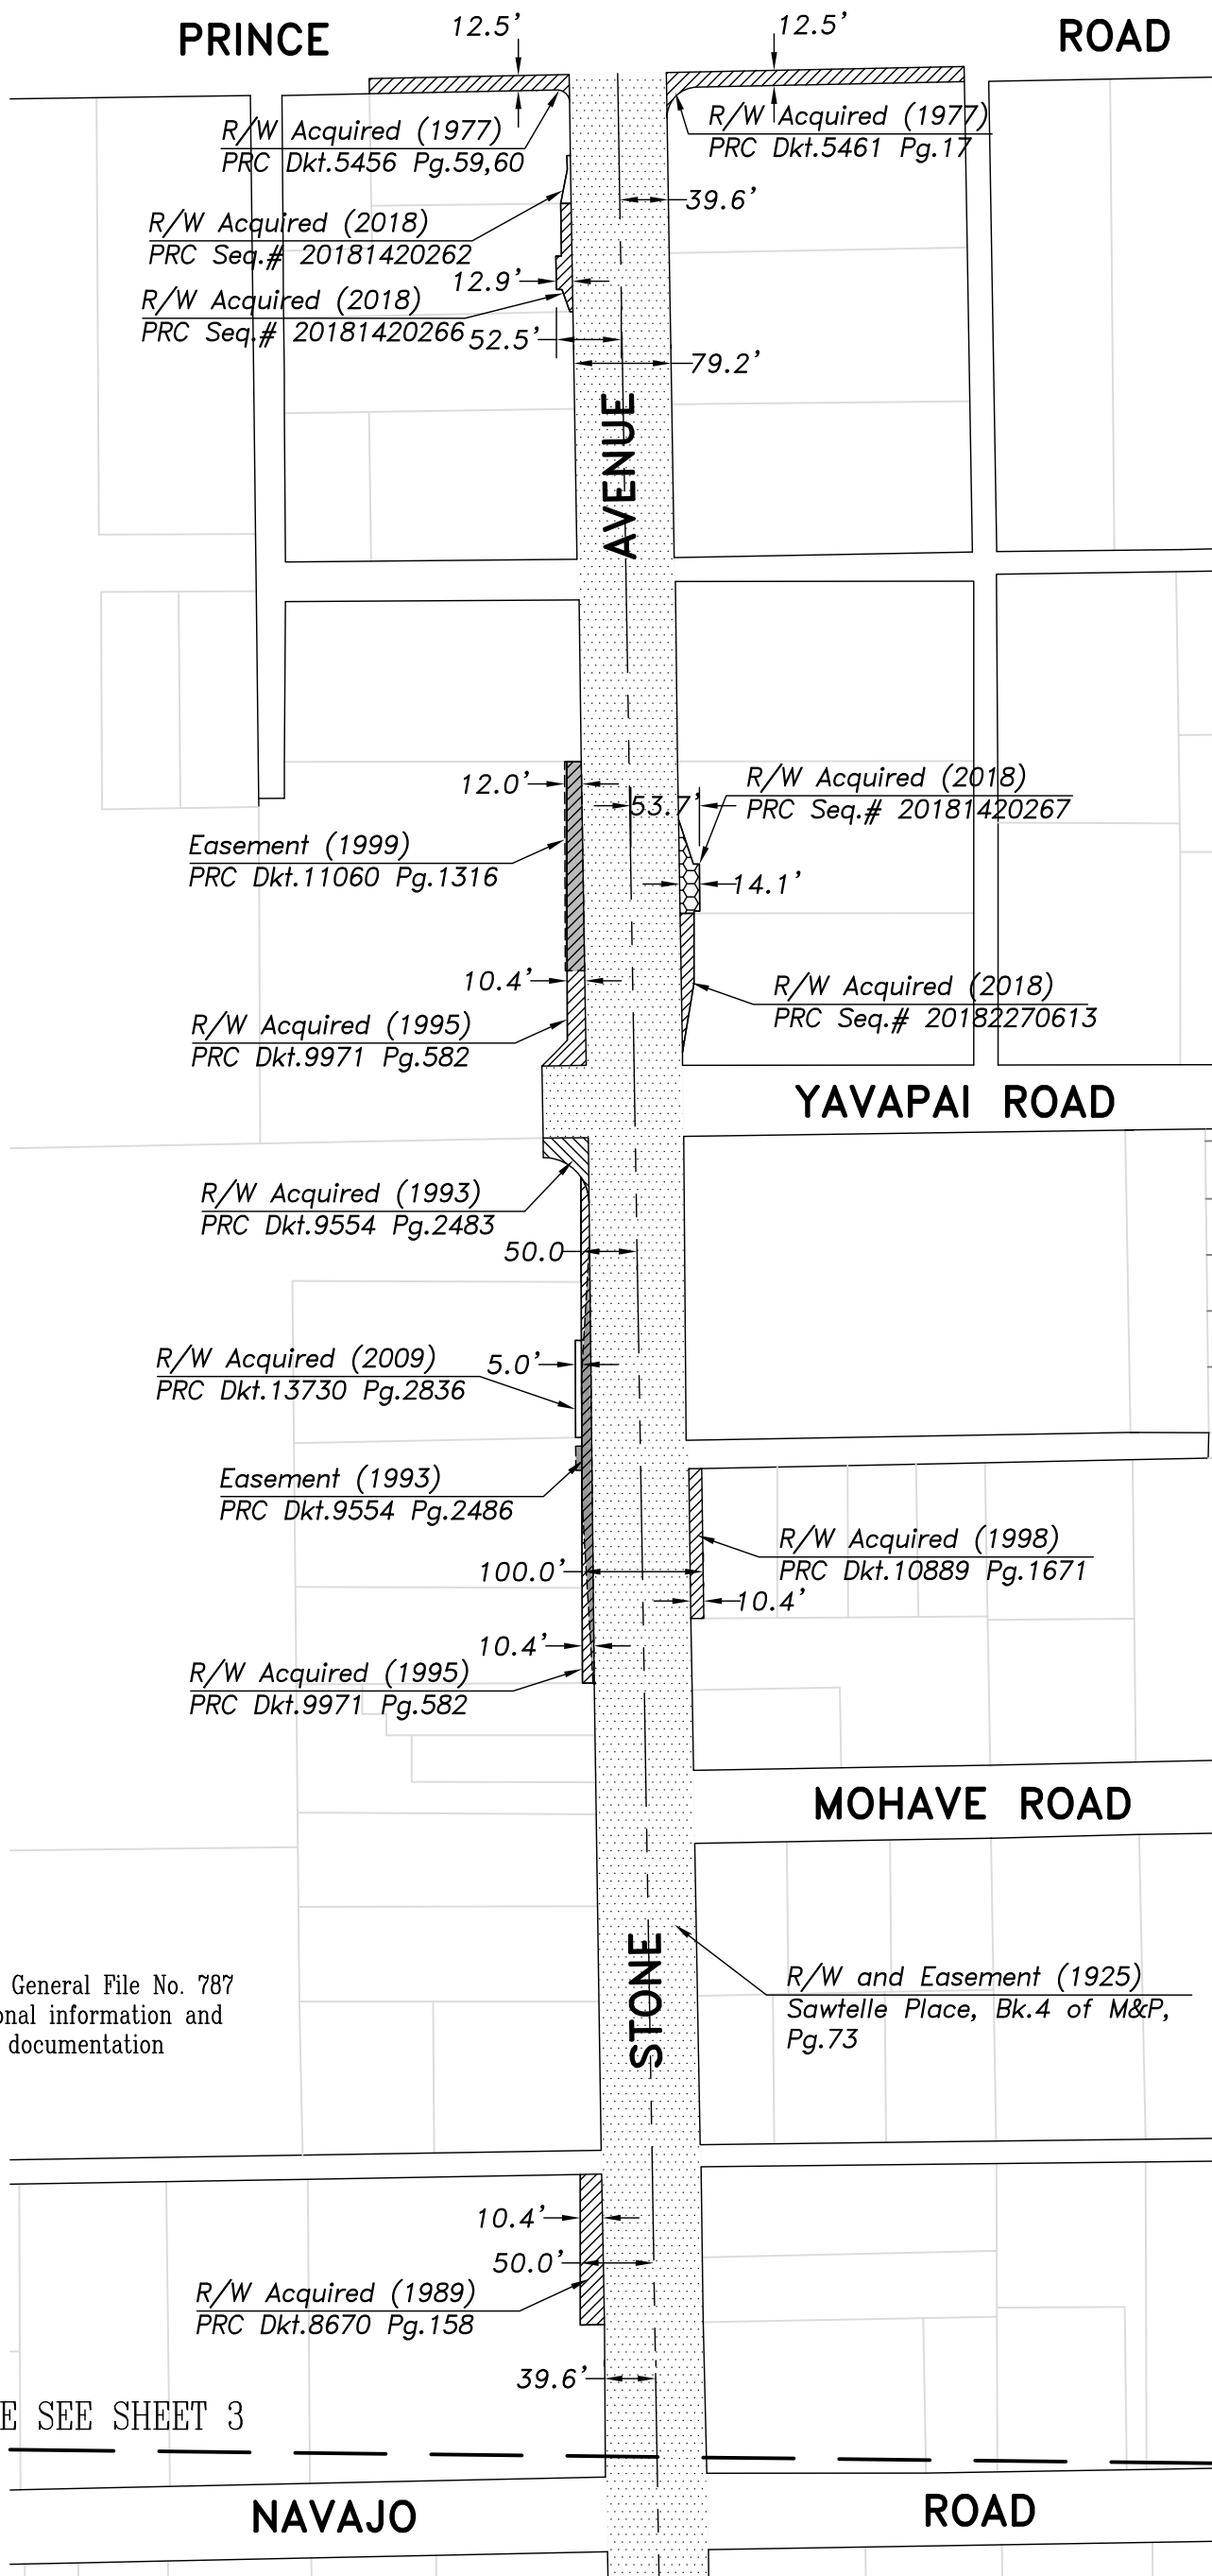 PRINCE
12.5’
12.5’
ROAD
R/W Acquired (1977)
PRC Dkt.5456 Pg.59,60
R/W Acquired (1977)
PRC Dkt.5461 Pg.17
39.6’
R/W Acquired (2018)
PRC Seq.# 20181420262
12.9’
R/W Acquired (2018)
PRC Seq.# 20181420266
52.5’
79.2’
AVENUE
12.0’
53.7’
R/W Acquired (2018)
PRC Seq.# 20181420267
Easement (1999)
PRC Dkt.11060 Pg.1316
14.1’
10.4’
R/W Acquired (2018)
PRC Seq.# 20182270613
R/W Acquired (1995)
PRC Dkt.9971 Pg.582
YAVAPAI ROAD
R/W Acquired (1993)
PRC Dkt.9554 Pg.2483
50.0
R/W Acquired (2009)
PRC Dkt.13730 Pg.2836
5.0’
Easement (1993)
PRC Dkt.9554 Pg.2486
R/W Acquired (1998)
PRC Dkt.10889 Pg.1671
100.0’
10.4’
10.4’
R/W Acquired (1995)
PRC Dkt.9971 Pg.582
MOHAVE ROAD
STONE
R/W and Easement (1925)
Sawtelle Place, Bk.4 of M&P,
Pg.73
General File No. 787
onal information and
documentation
10.4’
50.0’
R/W Acquired (1989)
PRC Dkt.8670 Pg.158
39.6’
E SEE SHEET 3
NAVAJO
ROAD